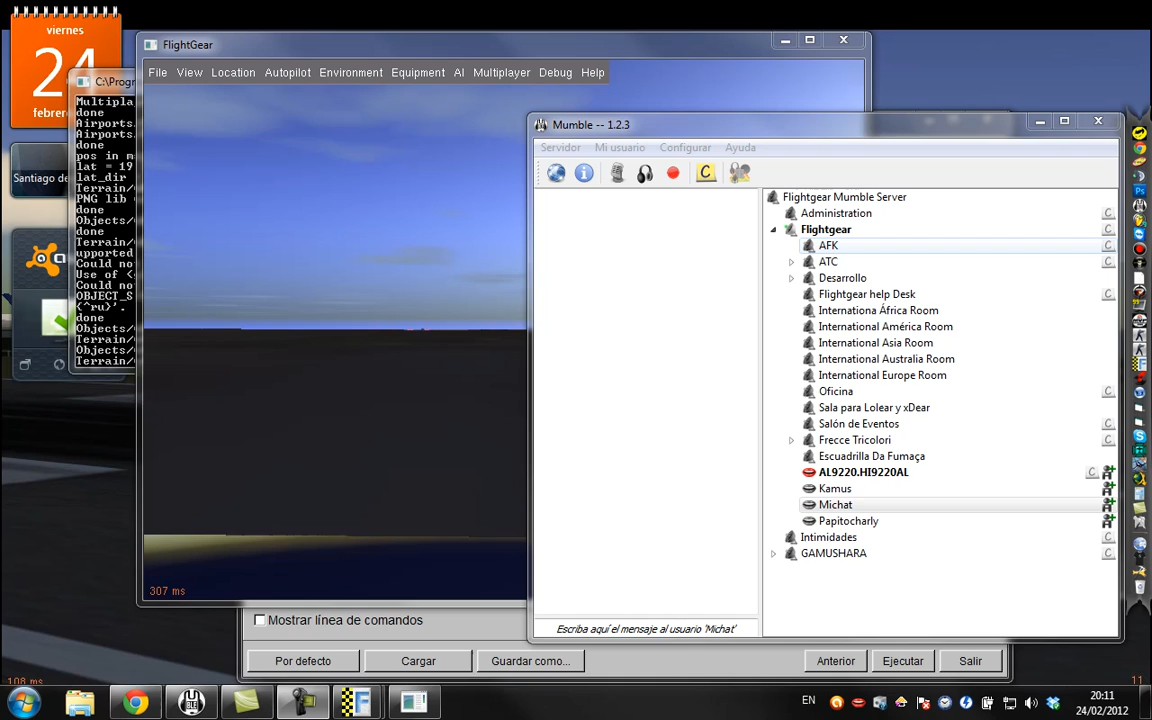 viernes
24
febrero
Santiago de
FlightGear
File View Location Autopilot Environment Equipment AI Multiplayer Debug Help
C:\Progr
Multipla
done
Airports.
Airports.
done
pos in m
lat = 19
lat_dir
Terrain/
PNG lib
done
Objects/
done
Terrain/
upported
Could no
Use of <
Could no
OBJECT_S
{^ru}'.
done
Objects/
Terrain/
Objects/
Terrain/
307 ms
Mumble -- 1.2.3
Servidor Mi usuario Configurar Ayuda
Flightgear Mumble Server
Administration
Flightgear
AFK
ATC
Desarrollo
Flightgear help Desk
Internationa África Room
International América Room
International Asia Room
International Australia Room
International Europe Room
Oficina
Sala para Lolear y xDear
Salón de Eventos
Frecce Tricolori
Escuadrilla Da Fumaça
AL9220.HI9220AL
Kamus
Michat
Papitocharly
Intimidades
GAMUSHARA
Escriba aquí el mensaje al usuario 'Michat'
Mostrar línea de comandos
Por defecto Cargar Guardar como... Anterior Ejecutar Salir
108 ms
11
EN
20:11
24/02/2012